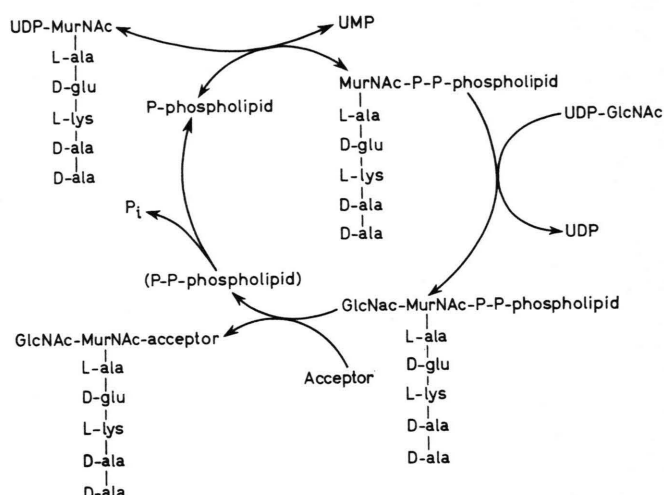 UDP-MurNAc
L-ala
D-glu
L-lys
D-ala
D-ala
UMP
P-phospholipid
MurNAc-P-P-phospholipid
L-ala
D-glu
L-lys
D-ala
D-ala
UDP-GlcNAc
UDP
Pi
(P-P-phospholipid)
GlcNac-MurNAc-P-P-phospholipid
L-ala
D-glu
L-lys
D-ala
D-ala
GlcNAc-MurNAc-acceptor
L-ala
D-glu
L-lys
D-ala
D-ala
Acceptor